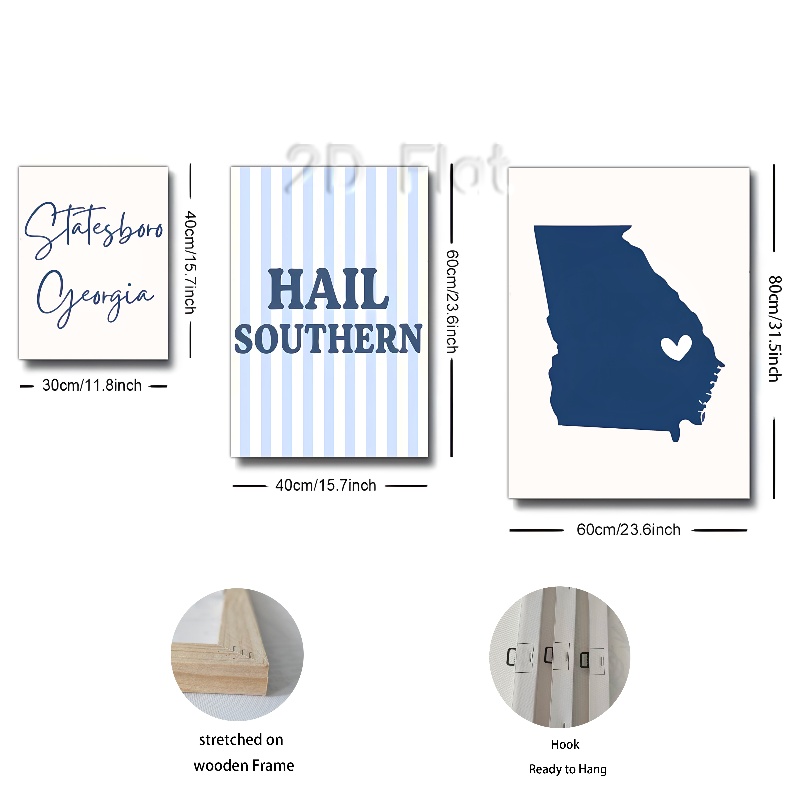 2D Flat
Statesboro
Georgia
40cm/15.7inch
30cm/11.8inch
HAIL
SOUTHERN
60cm/23.6inch
40cm/15.7inch
80cm/31.5inch
60cm/23.6inch
stretched on
wooden Frame
Hook
Ready to Hang